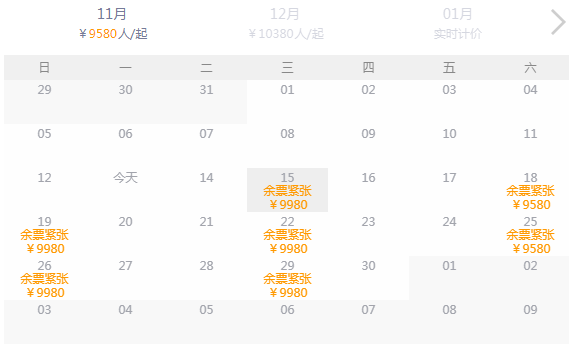 11月 12月 01月
￥9580人/起 ￥10380人/起 实时计价
日 一 二 三 四 五 六
29 30 31 01 02 03 04
05 06 07 08 09 10 11
12 今天 14 15 16 17 18
余票紧张 余票紧张
￥9980 ￥9580
19 20 21 22 23 24 25
余票紧张 余票紧张 余票紧张
￥9980 ￥9980 ￥9580
26 27 28 29 30 01 02
余票紧张 余票紧张
￥9980 ￥9980
03 04 05 06 07 08 09